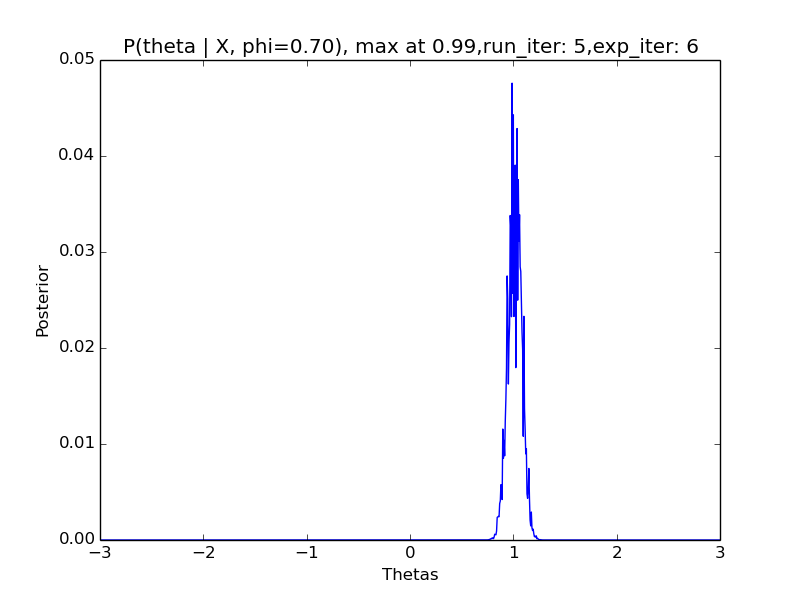 P(theta | X, phi=0.70), max at 0.99,run_iter: 5,exp_iter: 6
0.05
0.04
0.03
0.02
0.01
0.00
Posterior
−3 −2 −1 0 1 2 3
Thetas